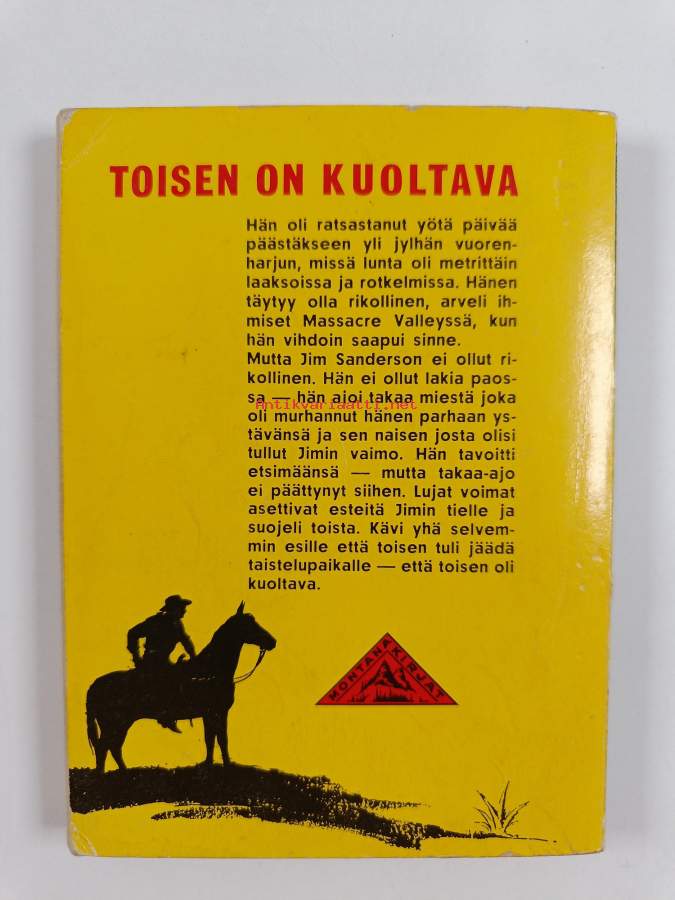 TOISEN ON KUOLTAVA
Hän oli ratsastanut yötä päivää
päästäkseen yli jylhän vuoren-
harjun, missä lunta oli metrittäin
laaksoissa ja rotkelmissa. Hänen
täytyy olla rikollinen, arveli ih-
miset Massacre Valleyssä, kun
hän vihdoin saapui sinne.
Mutta Jim Sanderson ei ollut ri-
kollinen. Hän ei ollut lakia paos-
sa — hän ajoi takaa miestä joka
Antikvariaatti.net
oli murhannut hänen parhaan ys-
tävänsä ja sen naisen josta olisi
tullut Jimin vaimo. Hän tavoitti
etsimäänsä — mutta takaa-ajo
ei päättynyt siihen. Lujat voimat
asettivat esteitä Jimin tielle ja
suojeli toista. Kävi yhä selvem-
min esille että toisen tuli jäädä
taistelupaikalle — että toisen oli
kuoltava.
MONTANA KIRJAT